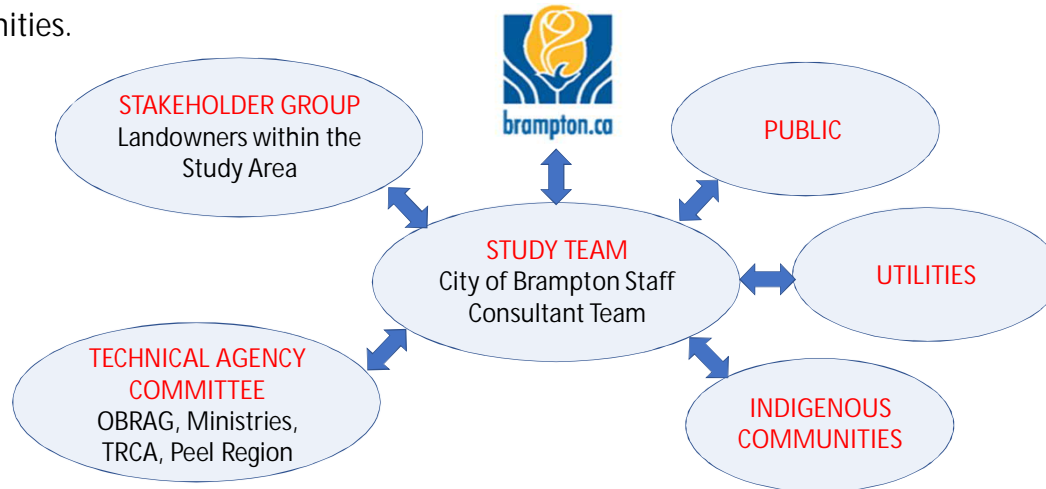 nities.
brampton.ca
STAKEHOLDER GROUP
Landowners within the
Study Area
PUBLIC
STUDY TEAM
City of Brampton Staff
Consultant Team
UTILITIES
TECHNICAL AGENCY
COMMITTEE
OBRAG, Ministries,
TRCA, Peel Region
INDIGENOUS
COMMUNITIES